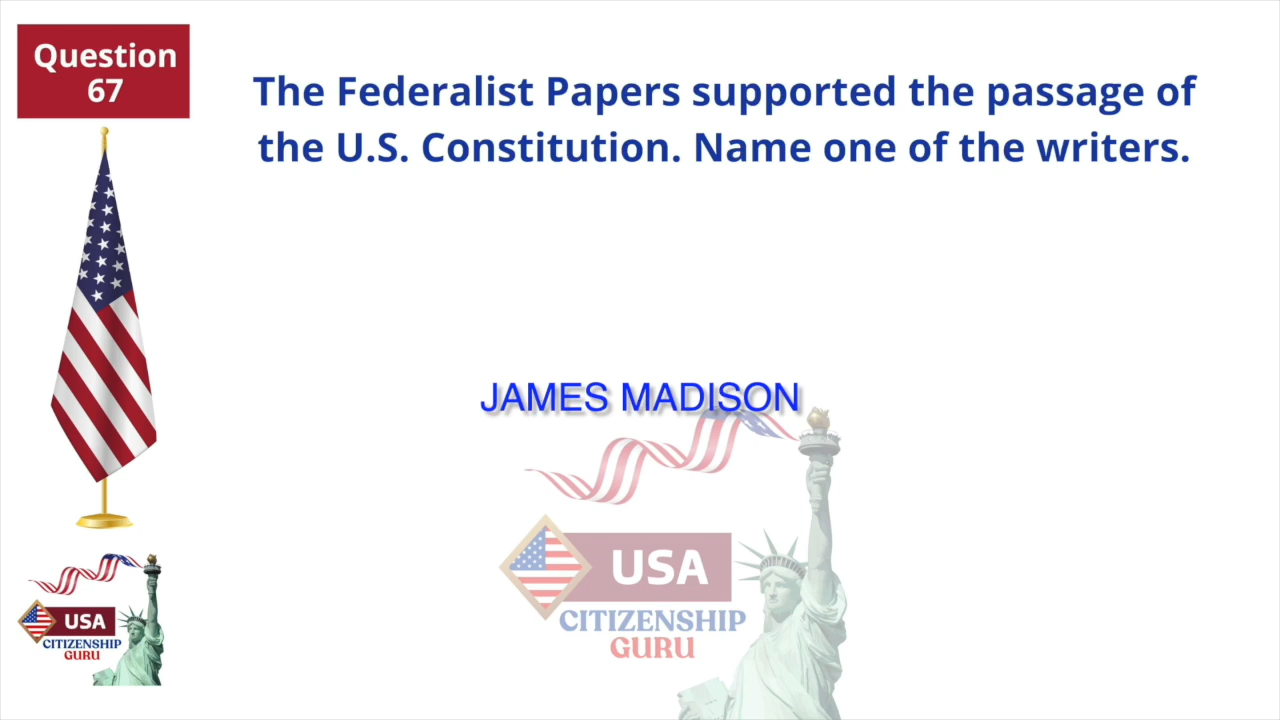 Question
67
The Federalist Papers supported the passage of
the U.S. Constitution. Name one of the writers.
JAMES MADISON
USA
CITIZENSHIP
GURU
USA
CITIZENSHIP
GURU